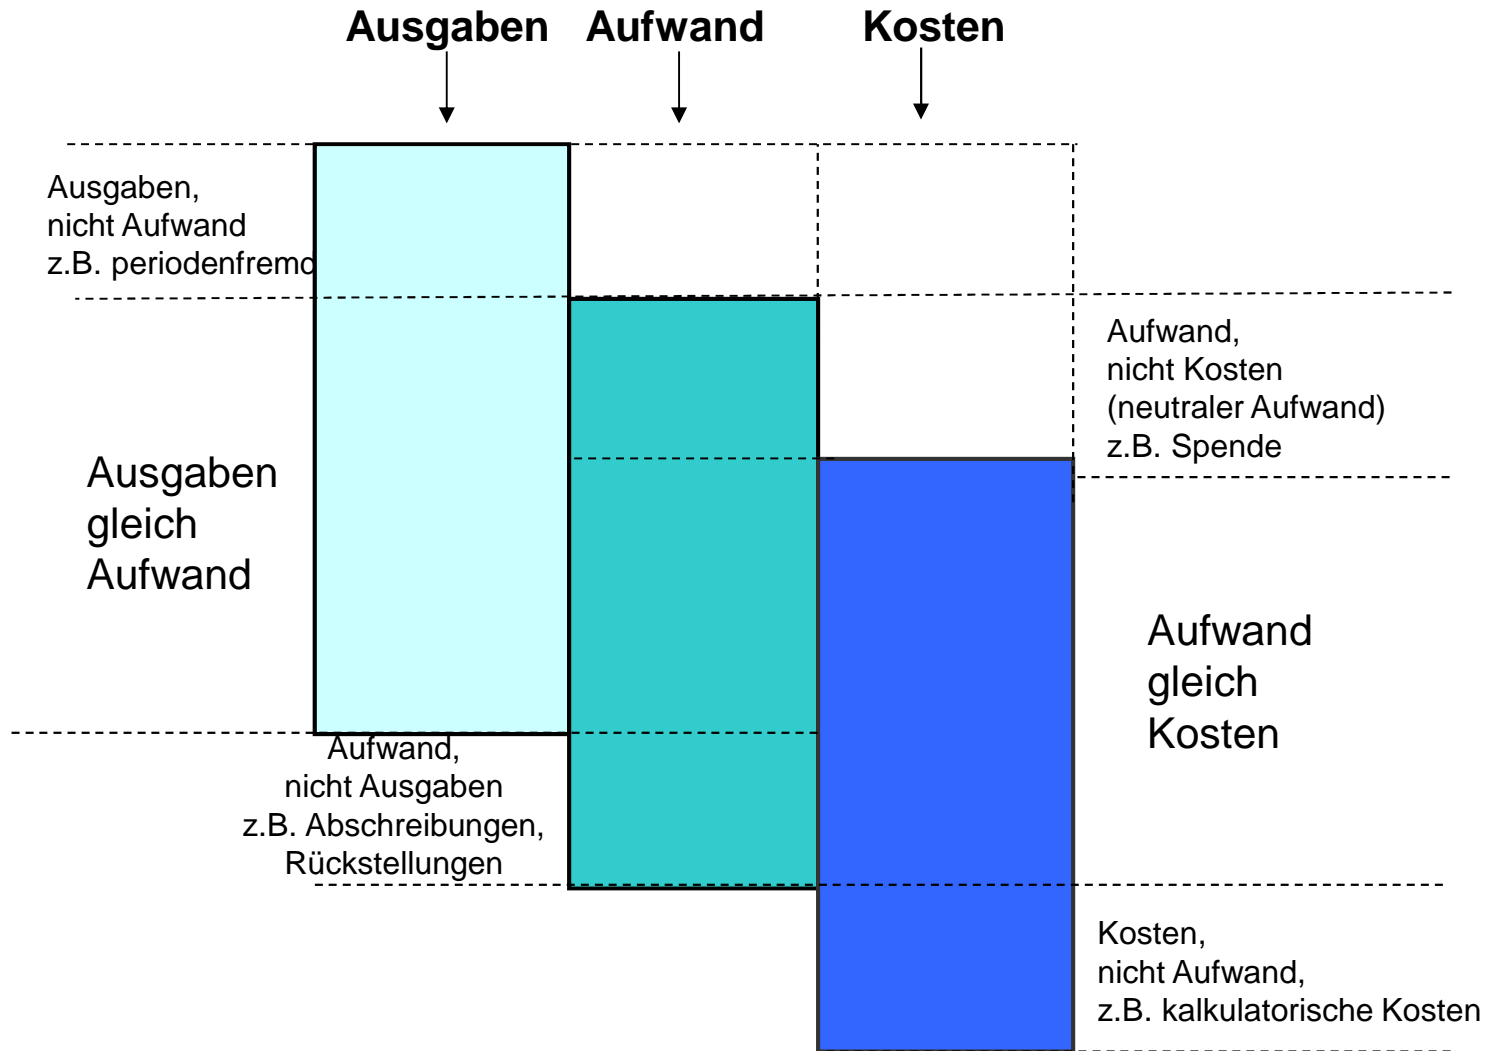 Ausgaben Aufwand Kosten
Ausgaben,
nicht Aufwand
z.B. periodenfremd
Aufwand,
nicht Kosten
(neutraler Aufwand)
z.B. Spende
Ausgaben
gleich
Aufwand
Aufwand
gleich
Kosten
Aufwand,
nicht Ausgaben
z.B. Abschreibungen,
Rückstellungen
Kosten,
nicht Aufwand,
z.B. kalkulatorische Kosten